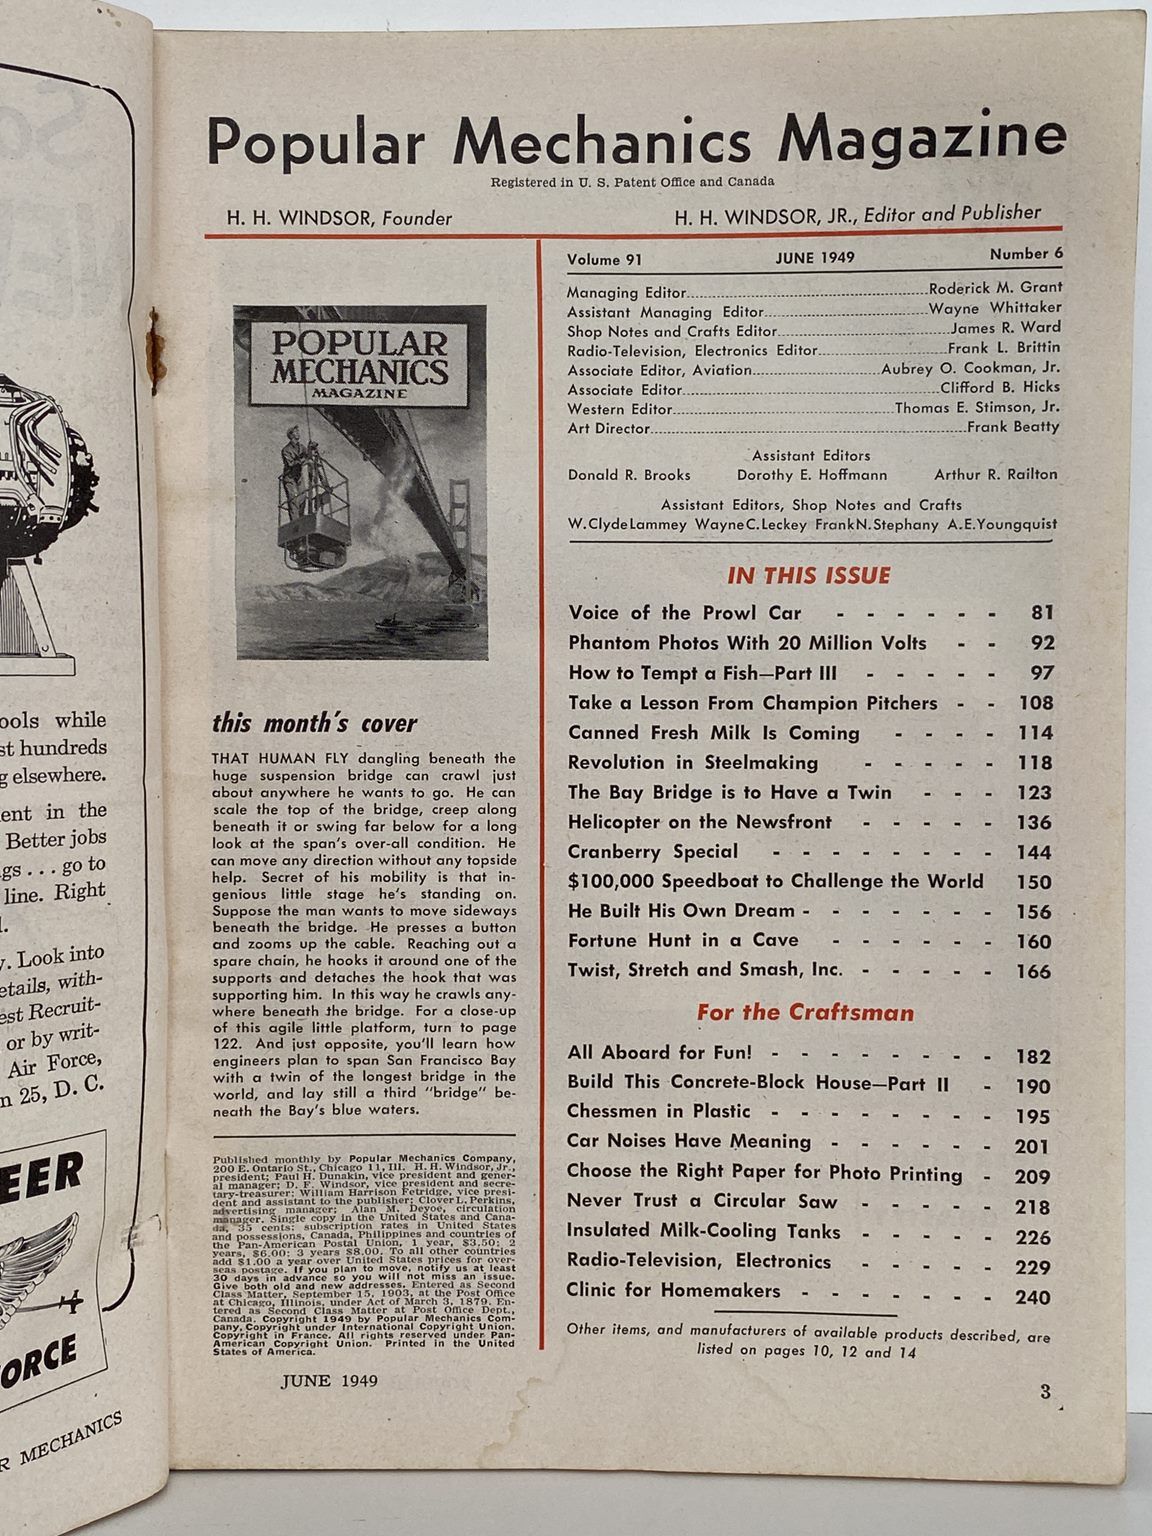 ools while
st hundreds
g elsewhere.
ent in the
Better jobs
gs . . . go to
line. Right
y. Look into
etails, with-
est Recruit-
or by writ-
Air Force,
n 25, D. C.
EER
ORCE
R MECHANICS
Popular Mechanics Magazine
Registered in U. S. Patent Office and Canada
H. H. WINDSOR, Founder H. H. WINDSOR, JR., Editor and Publisher
POPULAR
MECHANICS
MAGAZINE
this month's cover
THAT HUMAN FLY dangling beneath the
huge suspension bridge can crawl just
about anywhere he wants to go. He can
scale the top of the bridge, creep along
beneath it or swing far below for a long
look at the span's over-all condition. He
can move any direction without any topside
help. Secret of his mobility is that in-
genious little stage he's standing on.
Suppose the man wants to move sideways
beneath the bridge. He presses a button
and zooms up the cable. Reaching out a
spare chain, he hooks it around one of the
supports and detaches the hook that was
supporting him. In this way he crawls any-
where beneath the bridge. For a close-up
of this agile little platform, turn to page
122. And just opposite, you'll learn how
engineers plan to span San Francisco Bay
with a twin of the longest bridge in the
world, and lay still a third "bridge" be-
neath the Bay's blue waters.
Published monthly by Popular Mechanics Company,
200 E. Ontario St., Chicago 11, Ill. H. H. Windsor, Jr.,
president; Paul H. Dunakin, vice president and gener-
al manager; D. F. Windsor, vice president and secre-
tary-treasurer; William Harrison Fetridge, vice presi-
dent and assistant to the publisher; Clover L. Perkins,
advertising manager; Alan M. Deyoe, circulation
manager. Single copy in the United States and Cana-
da, 35 cents; subscription rates in United States
and possessions, Canada, Philippines and countries of
the Pan-American Postal Union, 1 year, $3.50; 2
years, $6.00; 3 years $8.00. To all other countries
add $1.00 a year over United States prices for over-
seas postage. If you plan to move, notify us at least
30 days in advance so you will not miss an issue.
Give both old and new addresses. Entered as Second
Class Matter, September 15, 1903, at the Post Office
at Chicago, Illinois, under Act of March 3, 1879. En-
tered as Second Class Matter at Post Office Dept.,
Canada. Copyright 1949 by Popular Mechanics Com-
pany. Copyright under International Copyright Union.
Copyright in France. All rights reserved under Pan-
American Copyright Union. Printed in the United
States of America.
JUNE 1949
Volume 91 JUNE 1949 Number 6
Managing Editor Roderick M. Grant
Assistant Managing Editor Wayne Whittaker
Shop Notes and Crafts Editor James R. Ward
Radio-Television, Electronics Editor Frank L. Brittin
Associate Editor, Aviation Aubrey O. Cookman, Jr.
Associate Editor Clifford B. Hicks
Western Editor Thomas E. Stimson, Jr.
Art Director Frank Beatty
Assistant Editors
Donald R. Brooks Dorothy E. Hoffmann Arthur R. Railton
Assistant Editors, Shop Notes and Crafts
W. Clyde Lammey Wayne C. Leckey Frank N. Stephany A. E. Youngquist
IN THIS ISSUE
Voice of the Prowl Car - - - - - - 81
Phantom Photos With 20 Million Volts - - 92
How to Tempt a Fish—Part III - - - - - 97
Take a Lesson From Champion Pitchers - - 108
Canned Fresh Milk Is Coming - - - - 114
Revolution in Steelmaking - - - - - 118
The Bay Bridge is to Have a Twin - - - 123
Helicopter on the Newsfront - - - - - 136
Cranberry Special - - - - - - - - 144
$100,000 Speedboat to Challenge the World 150
He Built His Own Dream - - - - - - - 156
Fortune Hunt in a Cave - - - - - - 160
Twist, Stretch and Smash, Inc. - - - - - 166
For the Craftsman
All Aboard for Fun! - - - - - - - - 182
Build This Concrete-Block House—Part II - 190
Chessmen in Plastic - - - - - - - - 195
Car Noises Have Meaning - - - - - - 201
Choose the Right Paper for Photo Printing - 209
Never Trust a Circular Saw - - - - - 218
Insulated Milk-Cooling Tanks - - - - - 226
Radio-Television, Electronics - - - - - 229
Clinic for Homemakers - - - - - - - 240
Other items, and manufacturers of available products described, are
listed on pages 10, 12 and 14
3